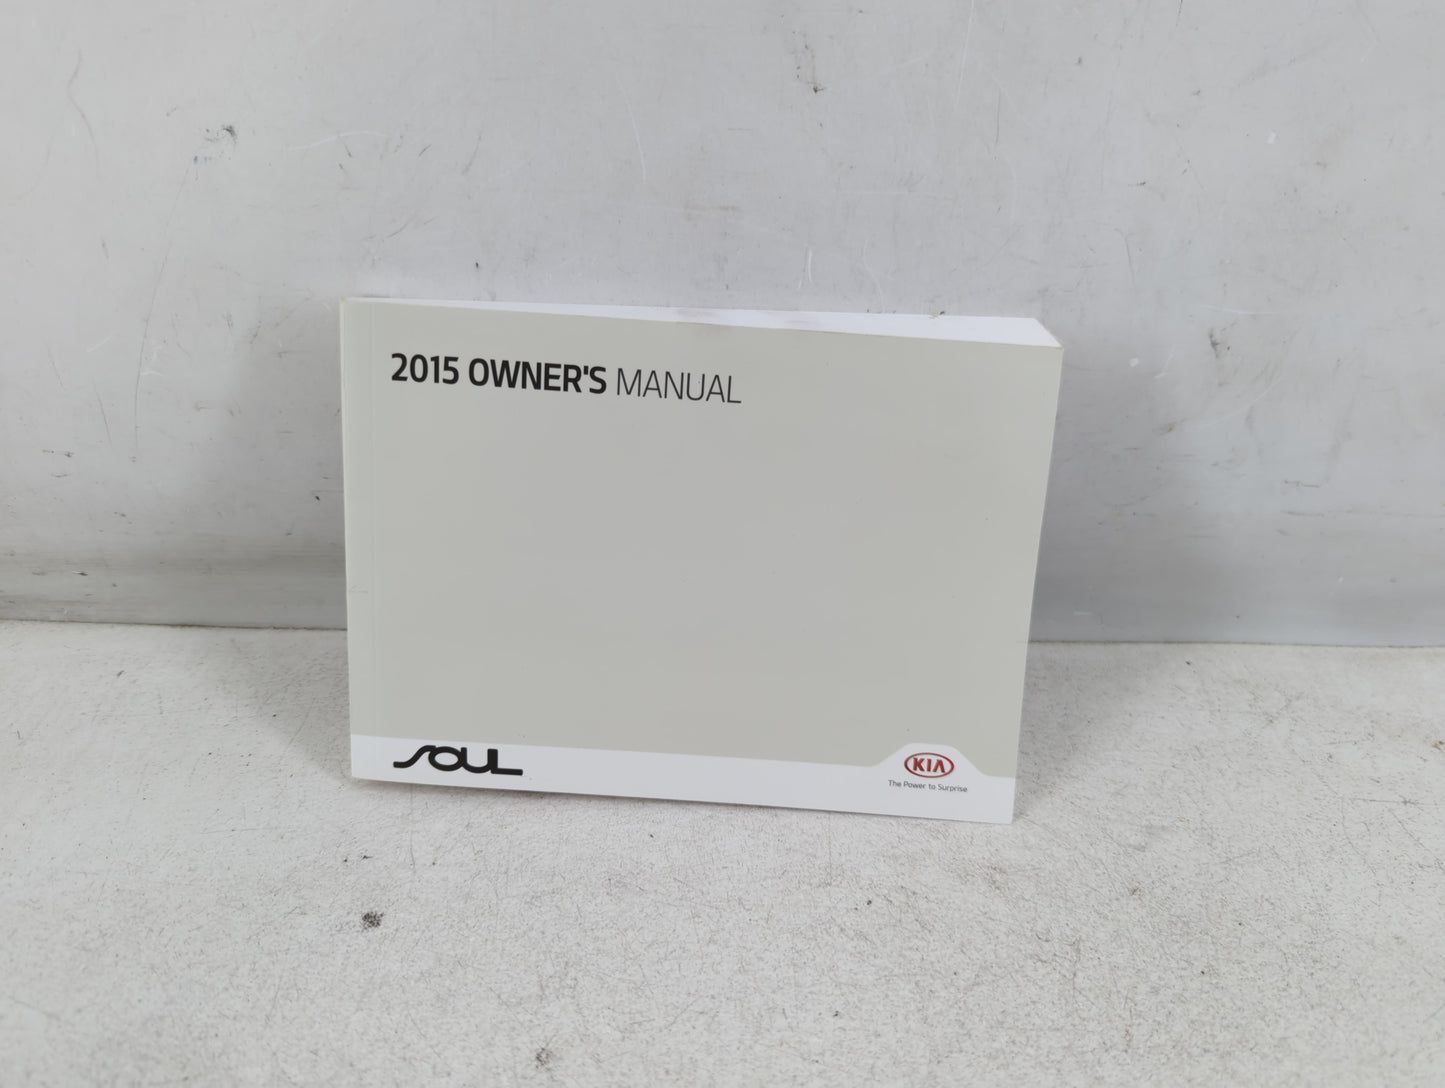 2015 OWNER'S MANUAL
SOUL
KIA
The Power to Surprise